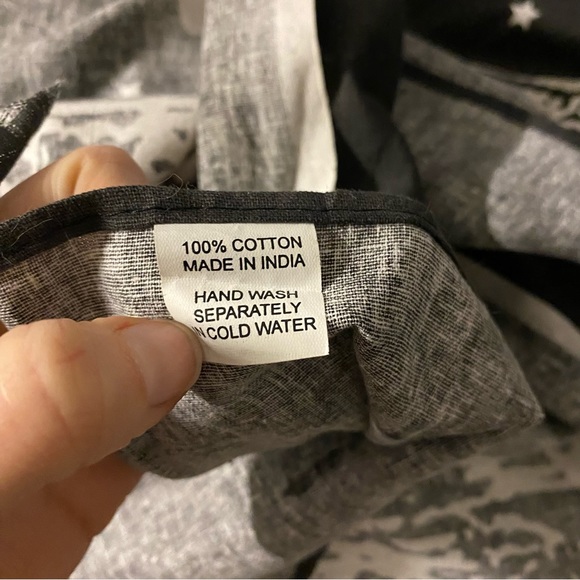 100% COTTON
MADE IN INDIA
HAND WASH
SEPARATELY
IN COLD WATER